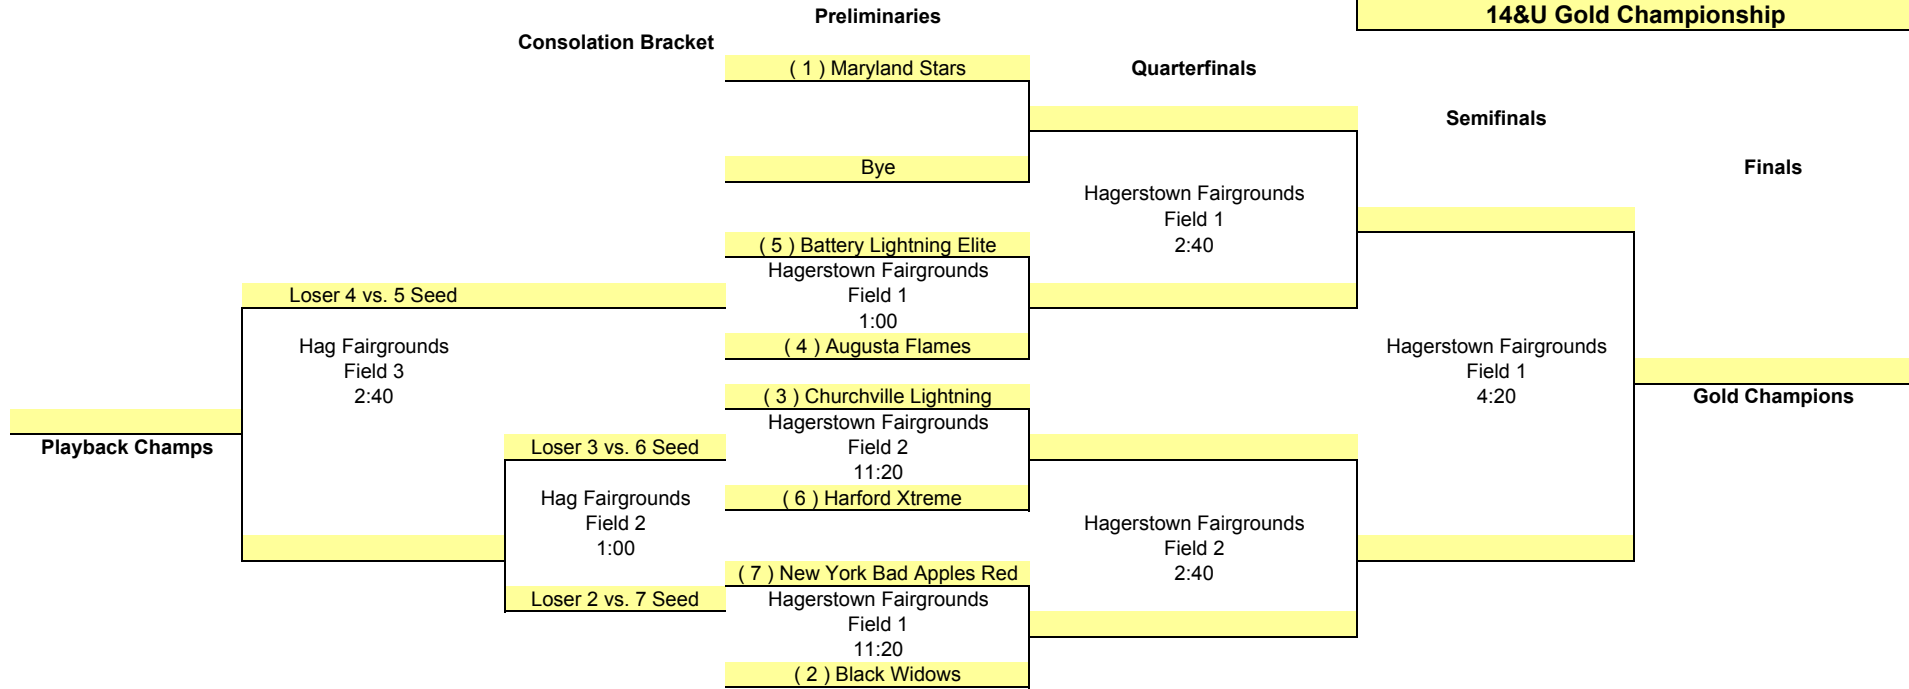 14&U Gold Championship
Preliminaries
Consolation Bracket
( 1 ) Maryland Stars
Quarterfinals
Semifinals
Bye
Finals
Hagerstown Fairgrounds
Field 1
2:40
( 5 ) Battery Lightning Elite
Hagerstown Fairgrounds
Field 1
1:00
( 4 ) Augusta Flames
Loser 4 vs. 5 Seed
Hag Fairgrounds
Field 3
2:40
Hagerstown Fairgrounds
Field 1
4:20
Gold Champions
( 3 ) Churchville Lightning
Hagerstown Fairgrounds
Field 2
11:20
( 6 ) Harford Xtreme
Playback Champs
Loser 3 vs. 6 Seed
Hag Fairgrounds
Field 2
1:00
Loser 2 vs. 7 Seed
Hagerstown Fairgrounds
Field 2
2:40
( 7 ) New York Bad Apples Red
Hagerstown Fairgrounds
Field 1
11:20
( 2 ) Black Widows